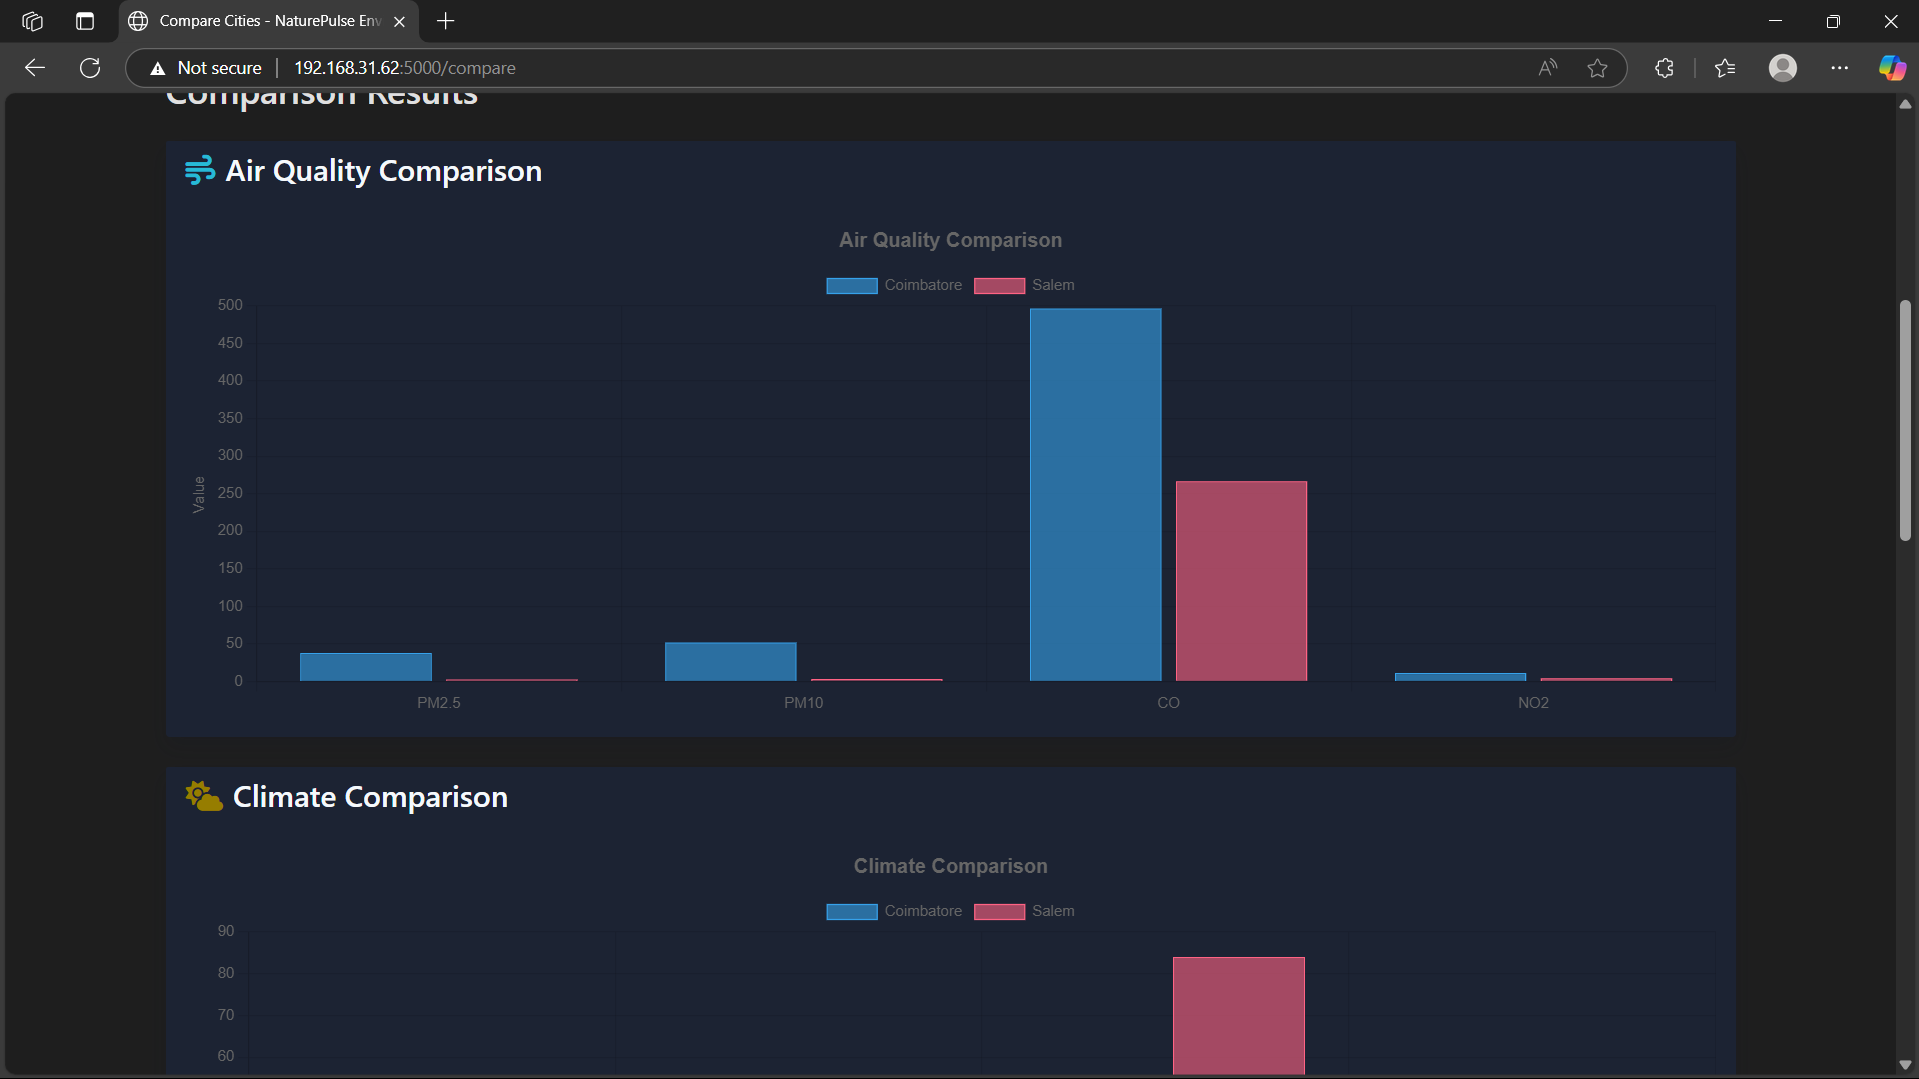 Compare Cities - NaturePulse Env
Not secure
192.168.31.62:5000/compare
Comparison Results
Air Quality Comparison
Air Quality Comparison
Coimbatore Salem
500
450
400
350
300
250
200
150
100
50
0
Value
PM2.5 PM10 CO NO2
Climate Comparison
Climate Comparison
Coimbatore Salem
90
80
70
60